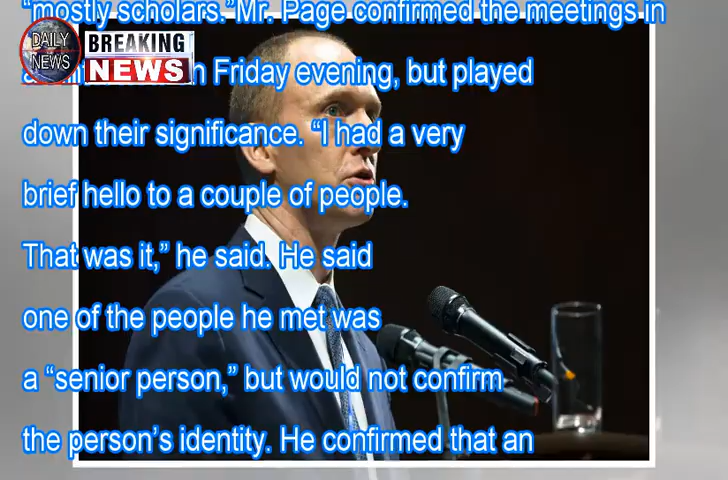 “mostly scholars.”Mr. Page confirmed the meetings in
DAILY
NEWS
BREAKING
NEWS
Friday evening, but played
down their significance. “I had a very
brief hello to a couple of people.
That was it,” he said. He said
one of the people he met was
a “senior person,” but would not confirm
the person’s identity. He confirmed that an